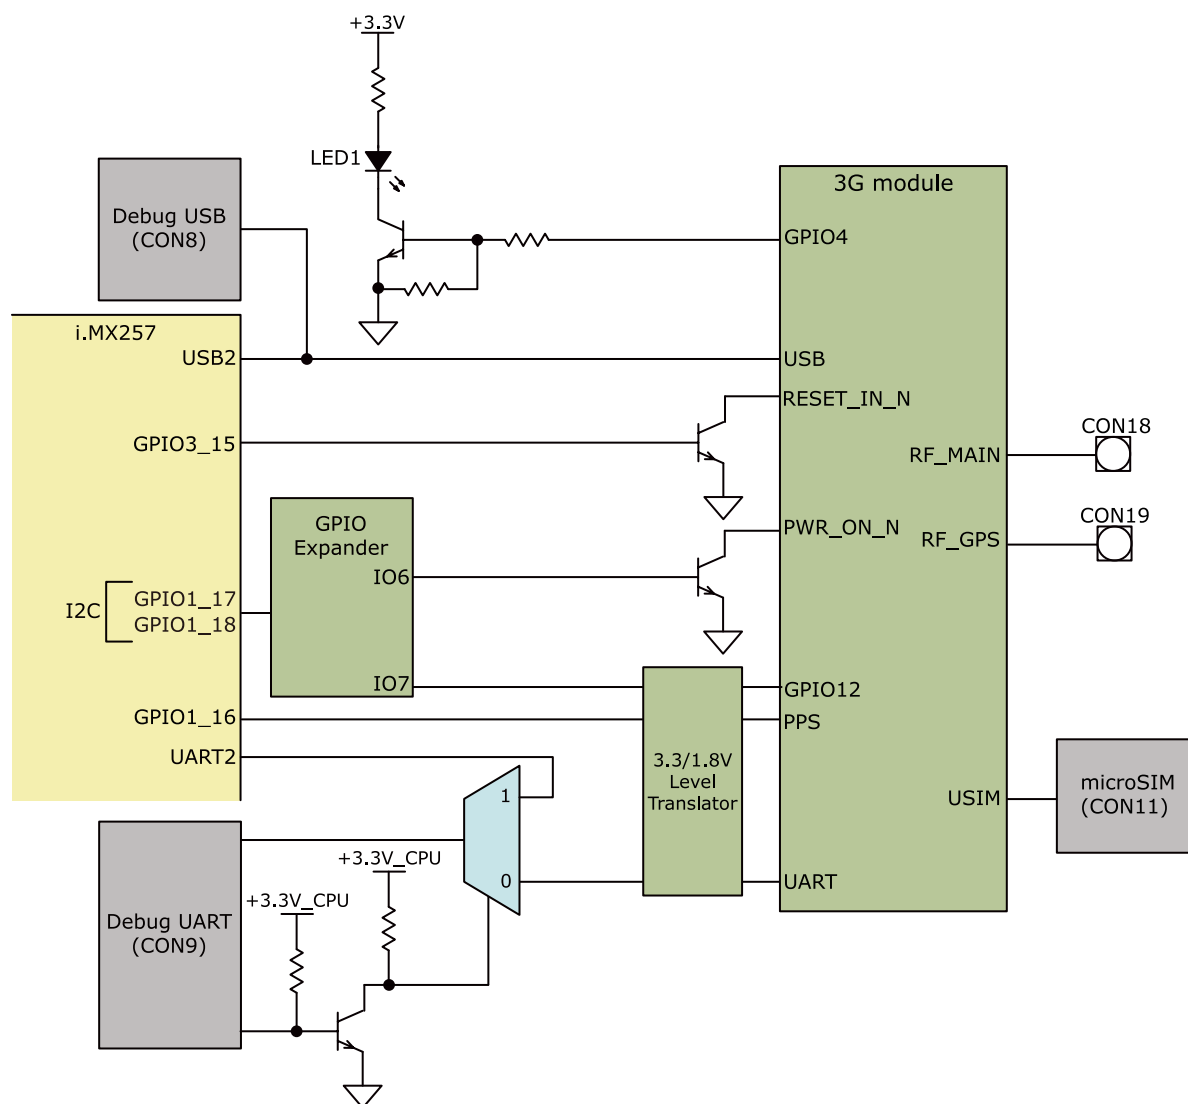 +3.3V
LED1
Debug USB
(CON8)
3G module
GPIO4
i.MX257
USB2
USB
RESET_IN_N
GPIO3_15
CON18
RF_MAIN
GPIO
Expander
PWR_ON_N
CON19
RF_GPS
IO6
I2C
GPIO1_17
GPIO1_18
IO7
GPIO12
GPIO1_16
PPS
UART2
3.3/1.8V
Level
Translator
1
USIM
microSIM
(CON11)
+3.3V_CPU
0
UART
+3.3V_CPU
Debug UART
(CON9)